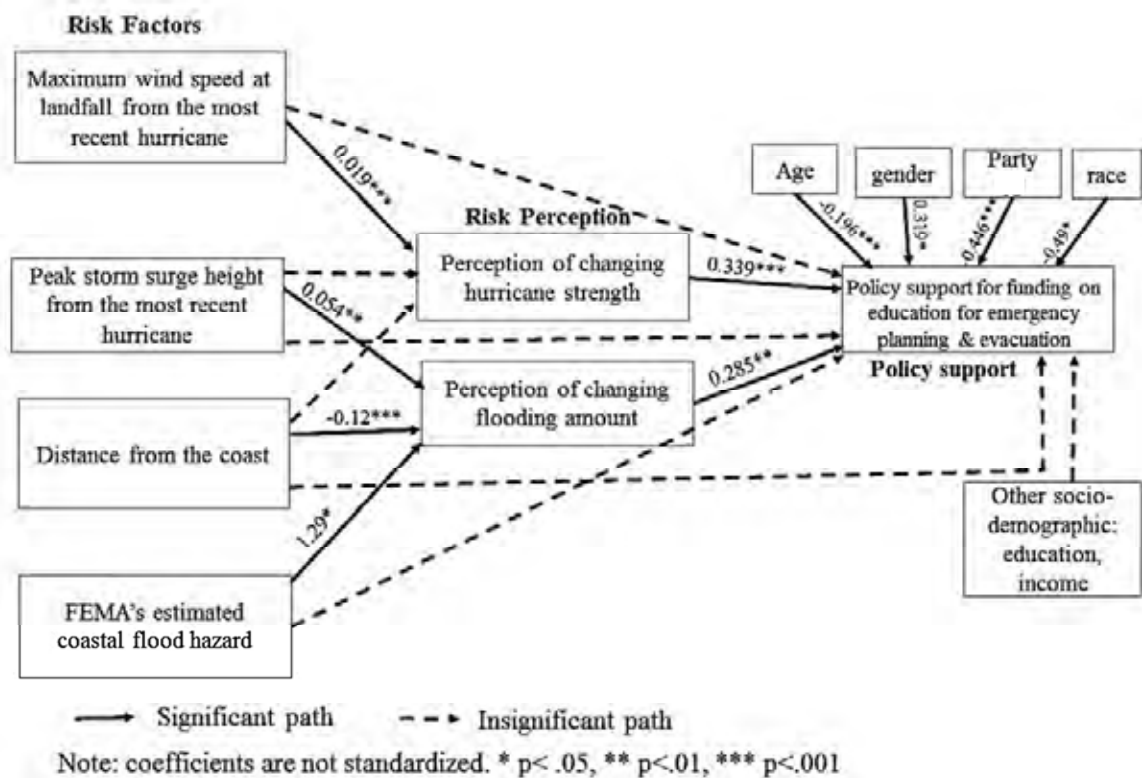 Risk Factors
Maximum wind speed at
landfall from the most
recent hurricane
Age
gender
Party
race
0.019***
-0.196***
0.319*
-0.446***
-0.49*
Risk Perception
Peak storm surge height
from the most recent
hurricane
Perception of changing
hurricane strength
0.339***
Policy support for funding on
education for emergency
planning & evacuation
Policy support
0.054**
Perception of changing
flooding amount
0.285**
Distance from the coast
-0.12***
Other socio-
demographic:
education,
income
1.29*
FEMA's estimated
coastal flood hazard
Significant path
Insignificant path
Note: coefficients are not standardized. * p< .05, ** p<.01, *** p<.001